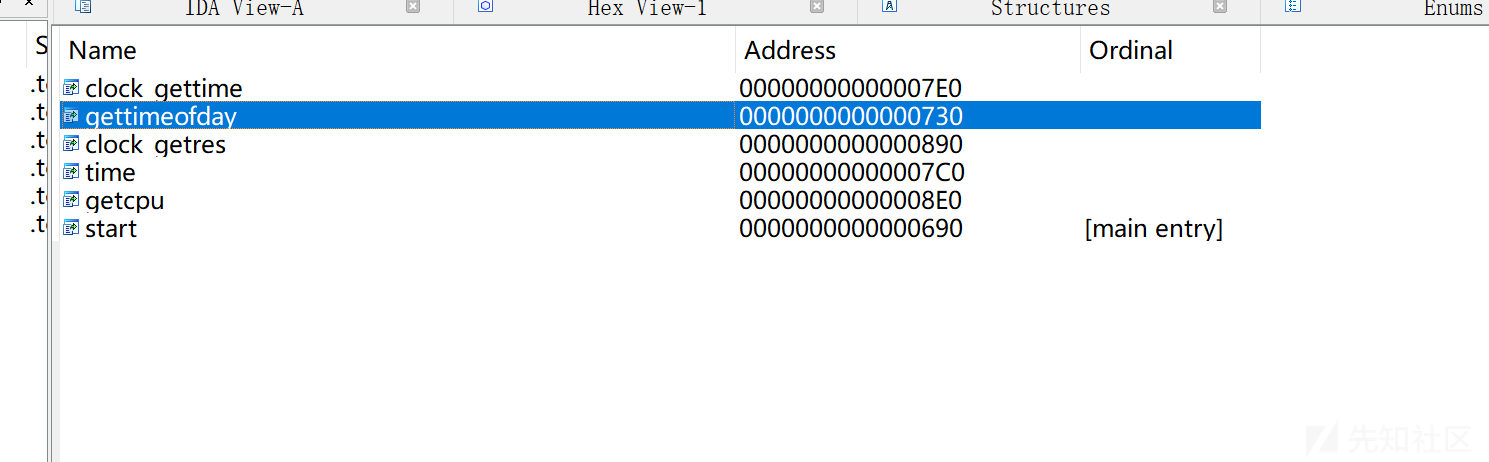 IDA View-A Hex View-1 Structures Enums
Name Address Ordinal
clock_gettime 00000000000007E0
gettimeofday 0000000000000730
clock_getres 0000000000000890
time 00000000000007C0
getcpu 00000000000008E0
start 0000000000000690 [main entry]
先知社区